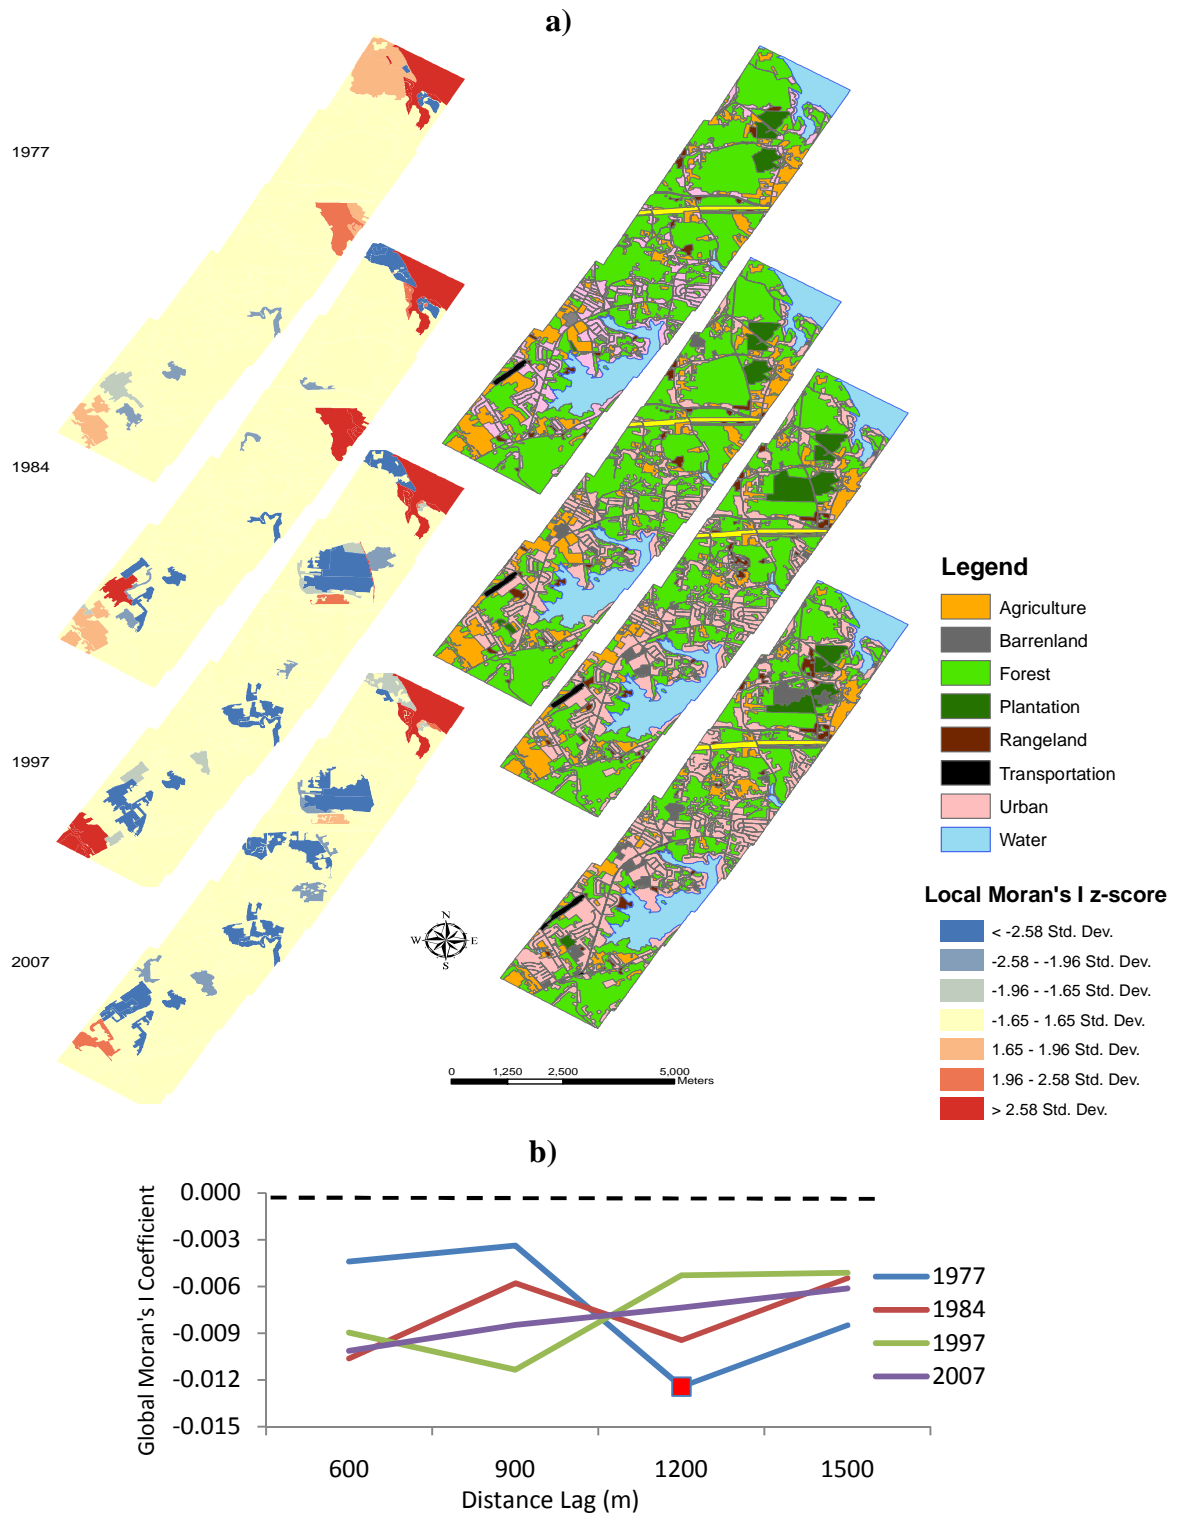 a)
1977
1984
1997
2007
N
W E
S
0 1,250 2,500 5,000
Meters
Legend
Agriculture
Barrenland
Forest
Plantation
Rangeland
Transportation
Urban
Water
Local Moran's I z-score
< -2.58 Std. Dev.
-2.58 - -1.96 Std. Dev.
-1.96 - -1.65 Std. Dev.
-1.65 - 1.65 Std. Dev.
1.65 - 1.96 Std. Dev.
1.96 - 2.58 Std. Dev.
> 2.58 Std. Dev.
b)
Global Moran's I Coefficient
0.000
-0.003
-0.006
-0.009
-0.012
-0.015
600 900 1200 1500
Distance Lag (m)
1977
1984
1997
2007